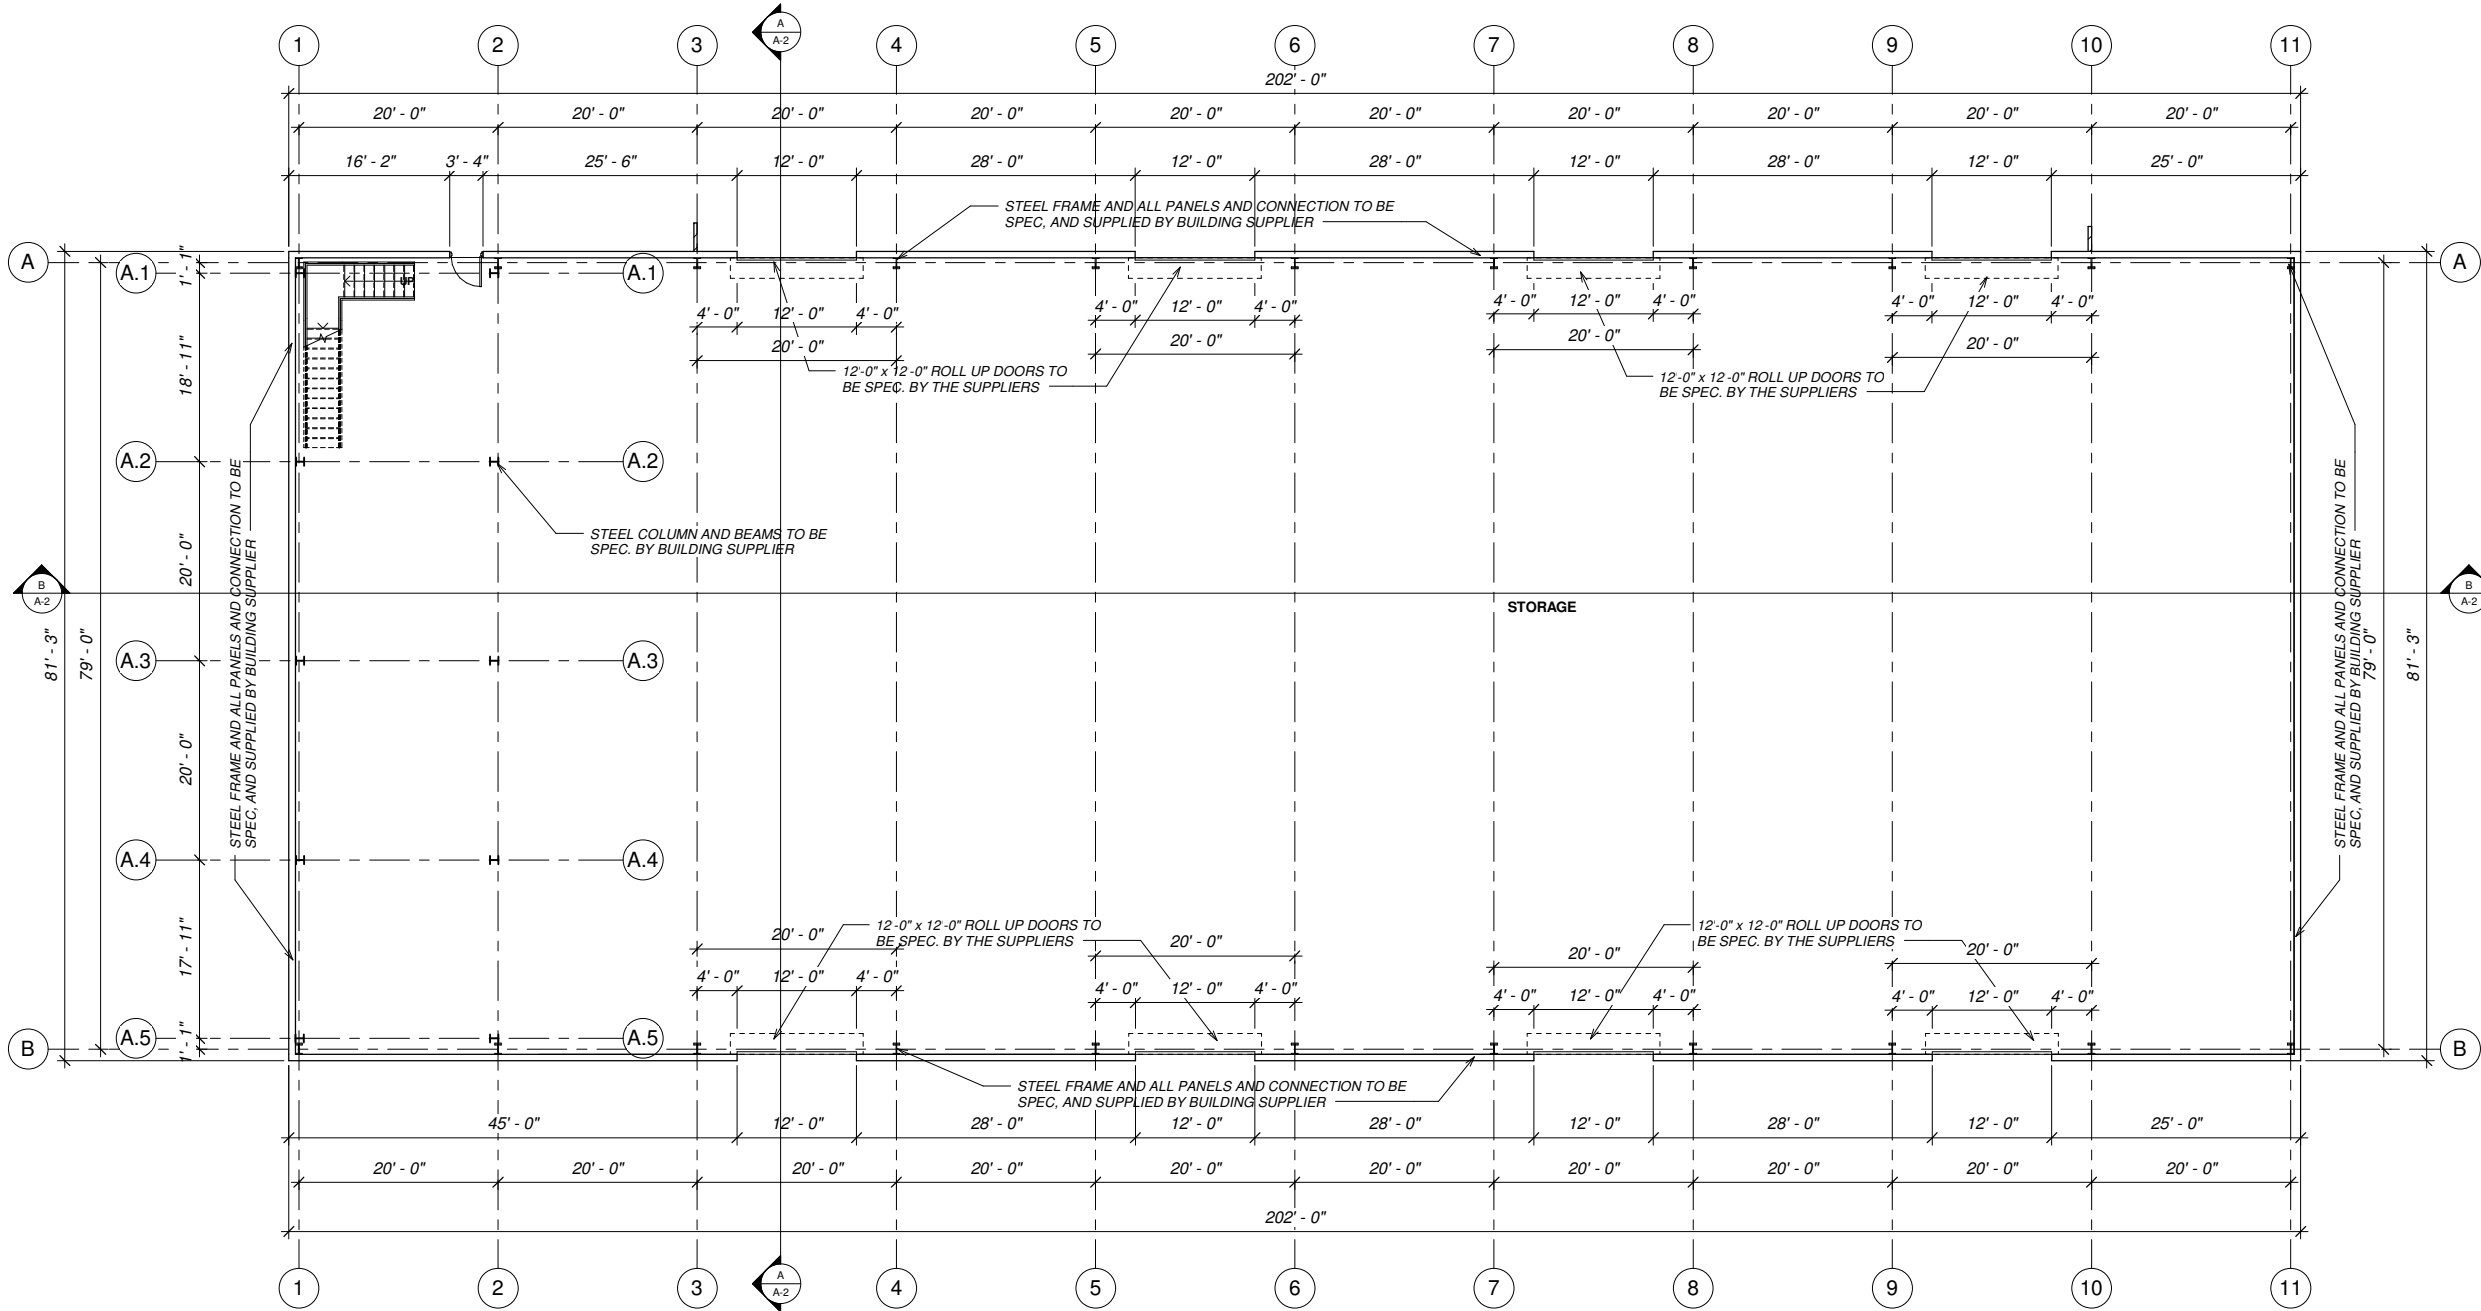 A
A-2
1 2 3 4 5 6 7 8 9 10 11
202' - 0"
20' - 0" 20' - 0" 20' - 0" 20' - 0" 20' - 0" 20' - 0" 20' - 0" 20' - 0" 20' - 0" 20' - 0"
16' - 2" 3' - 4" 25' - 6" 12' - 0" 28' - 0" 12' - 0" 28' - 0" 12' - 0" 28' - 0" 12' - 0" 25' - 0"
STEEL FRAME AND ALL PANELS AND CONNECTION TO BE
SPEC, AND SUPPLIED BY BUILDING SUPPLIER
A A
A.1 A.1
1' - 1"
UP
4' - 0" 12' - 0" 4' - 0" 4' - 0" 12' - 0" 4' - 0" 4' - 0" 12' - 0" 4' - 0" 4' - 0" 12' - 0" 4' - 0"
20' - 0" 20' - 0" 20' - 0" 20' - 0"
18' - 11"
12'-0" x 12'-0" ROLL UP DOORS TO
BE SPEC. BY THE SUPPLIERS
12'-0" x 12'-0" ROLL UP DOORS TO
BE SPEC. BY THE SUPPLIERS
A.2 A.2
STEEL COLUMN AND BEAMS TO BE
SPEC. BY BUILDING SUPPLIER
20' - 0"
B
A-2
B
A-2
STORAGE
81' - 3"
79' - 0"
STEEL FRAME AND ALL PANELS AND CONNECTION TO BE
SPEC, AND SUPPLIED BY BUILDING SUPPLIER
STEEL FRAME AND ALL PANELS AND CONNECTION TO BE
SPEC, AND SUPPLIED BY BUILDING SUPPLIER
79' - 0"
81' - 3"
A.3 A.3
20' - 0"
A.4 A.4
17' - 11"
12'-0" x 12'-0" ROLL UP DOORS TO
BE SPEC. BY THE SUPPLIERS
12'-0" x 12'-0" ROLL UP DOORS TO
BE SPEC. BY THE SUPPLIERS
20' - 0" 20' - 0" 20' - 0" 20' - 0"
4' - 0" 12' - 0" 4' - 0" 4' - 0" 12' - 0" 4' - 0" 4' - 0" 12' - 0" 4' - 0" 4' - 0" 12' - 0" 4' - 0"
A.5 A.5
1' - 1"
B B
STEEL FRAME AND ALL PANELS AND CONNECTION TO BE
SPEC, AND SUPPLIED BY BUILDING SUPPLIER
45' - 0" 12' - 0" 28' - 0" 12' - 0" 28' - 0" 12' - 0" 28' - 0" 12' - 0" 25' - 0"
20' - 0" 20' - 0" 20' - 0" 20' - 0" 20' - 0" 20' - 0" 20' - 0" 20' - 0" 20' - 0" 20' - 0"
202' - 0"
A
A-2
1 2 3 4 5 6 7 8 9 10 11